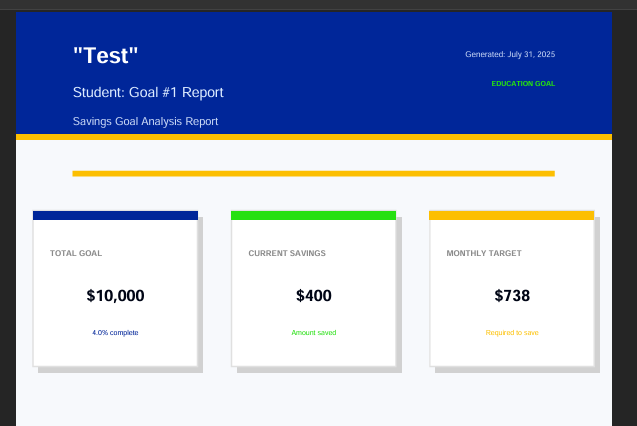 "Test"
Generated: July 31, 2025
Student: Goal #1 Report
EDUCATION GOAL
Savings Goal Analysis Report
TOTAL GOAL
$10,000
4.0% complete
CURRENT SAVINGS
$400
Amount saved
MONTHLY TARGET
$738
Required to save